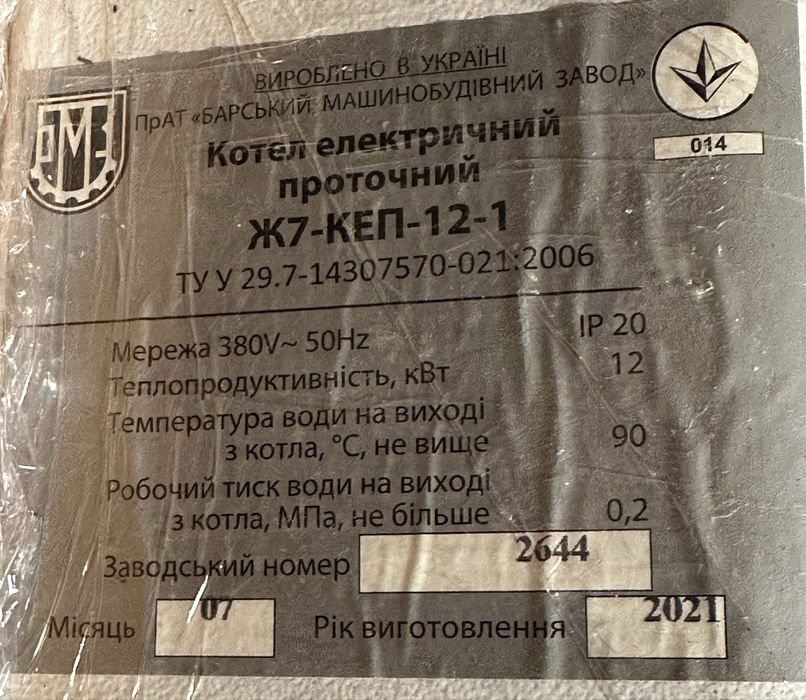 ВИРОБЛЕНО В УКРАЇНІ
ПрАТ «БАРСЬКИЙ МАШИНОБУДІВНИЙ ЗАВОД»
БМЗ
014
Котел електричний
проточний
Ж7-КЕП-12-1
ТУ У 29.7-14307570-021:2006
Мережа 380V~ 50Hz IP 20
Теплопродуктивність, кВт 12
Температура води на виході
з котла, °С, не вище 90
Робочий тиск води на виході
з котла, МПа, не більше 0,2
Заводський номер 2644
Місяць 07 Рік виготовлення 2021